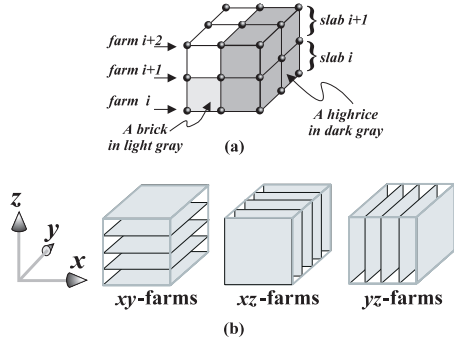 farm i+2
slab i+1
farm i+1
slab i
farm i
A brick
in light gray
A highrice
in dark gray
(a)
z
y
x
xy-farms
xz-farms
yz-farms
(b)